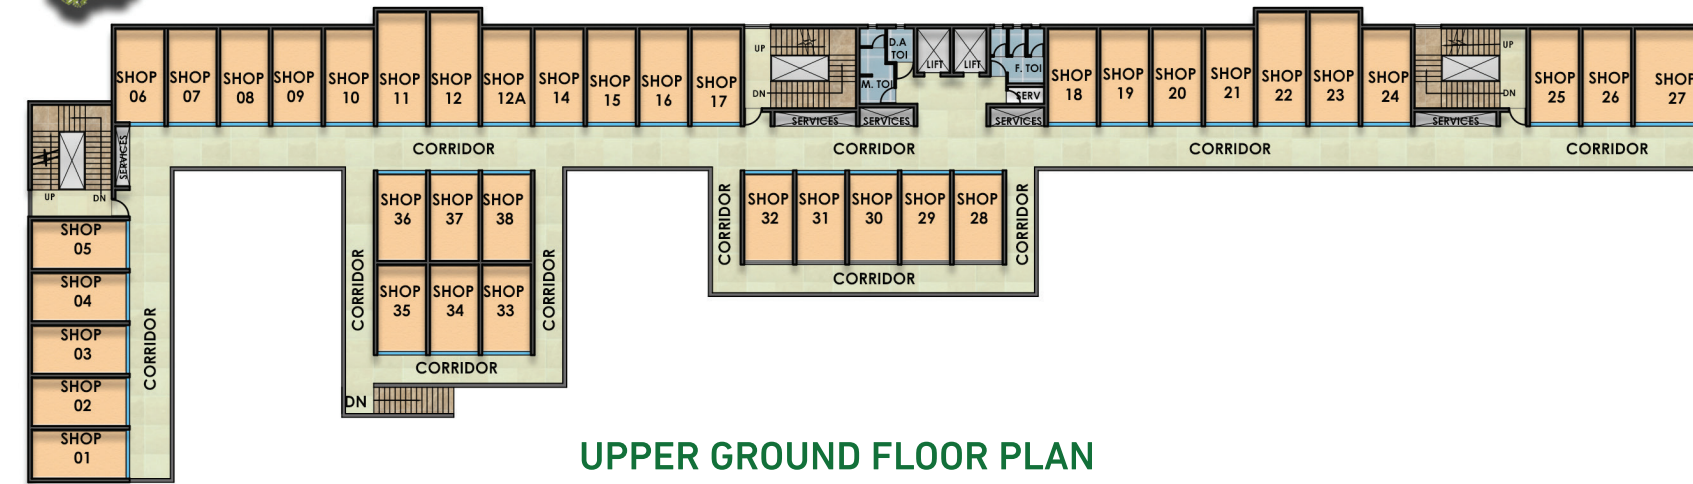 SHOP 06
SHOP 07
SHOP 08
SHOP 09
SHOP 10
SHOP 11
SHOP 12
SHOP 12A
SHOP 14
SHOP 15
SHOP 16
SHOP 17
UP
DN
SERVICES
M. TOI
D.A TOI
SERVICES
LIFT
LIFT
F. TOI
SERV
SERVICES
SHOP 18
SHOP 19
SHOP 20
SHOP 21
SHOP 22
SHOP 23
SHOP 24
UP
DN
SERVICES
SHOP 25
SHOP 26
SHOP 27
SERVICES
UP
DN
CORRIDOR
CORRIDOR
CORRIDOR
CORRIDOR
SHOP 05
SHOP 04
SHOP 03
SHOP 02
SHOP 01
CORRIDOR
CORRIDOR
SHOP 36
SHOP 37
SHOP 38
SHOP 35
SHOP 34
SHOP 33
CORRIDOR
CORRIDOR
DN
CORRIDOR
SHOP 32
SHOP 31
SHOP 30
SHOP 29
SHOP 28
CORRIDOR
CORRIDOR
UPPER GROUND FLOOR PLAN